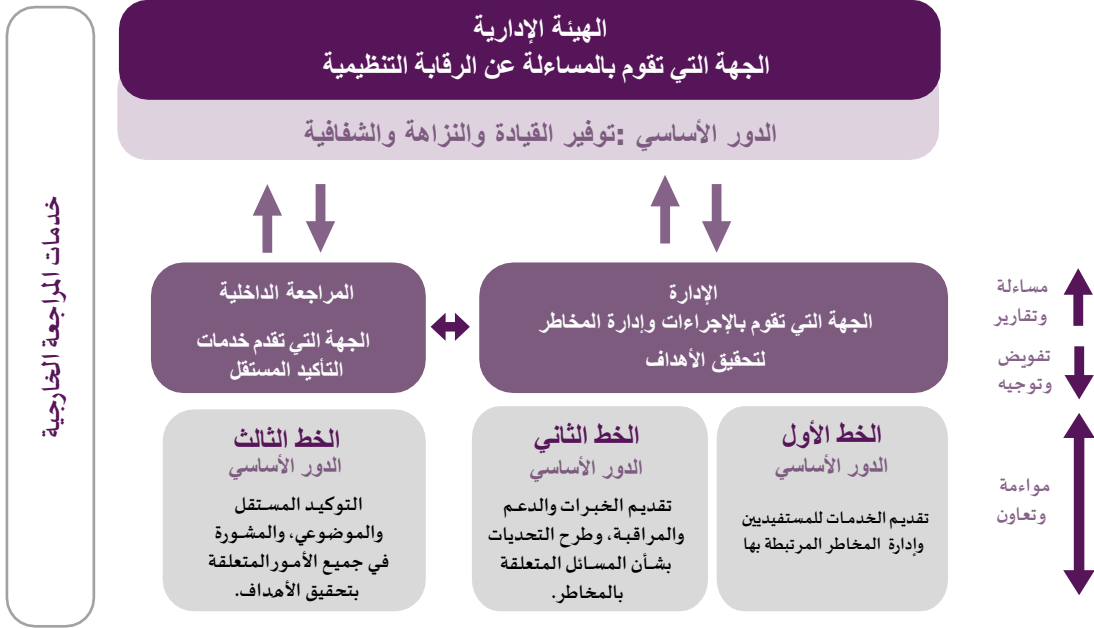 الهيئة الإدارية
الجهة التي تقوم بالمساءلة عن الرقابة التنظيمية
الدور الأساسي :توفير القيادة والنزاهة والشفافية
الإدارة
الجهة التي تقوم بالإجراءات وإدارة المخاطر
لتحقيق الأهداف
المراجعة الداخلية
الجهة التي تقدم خدمات
التأكيد المستقل
الخط الأول
الدور الأساسي
تقديم الخدمات للمستفيديين
وإدارة المخاطر المرتبطة بها
الخط الثاني
الدور الأساسي
تقديم الخبرات والدعم
والمراقبة، وطرح التحديات
بشأن المسائل المتعلقة
بالمخاطر.
الخط الثالث
الدور الأساسي
التوكيد المستقل
والموضوعي، والمشورة
في جميع الأمور المتعلقة
بتحقيق الأهداف.
مساءلة
وتقارير
تفويض
وتوجيه
مواءمة
وتعاون
خدمات المراجعة الخارجية